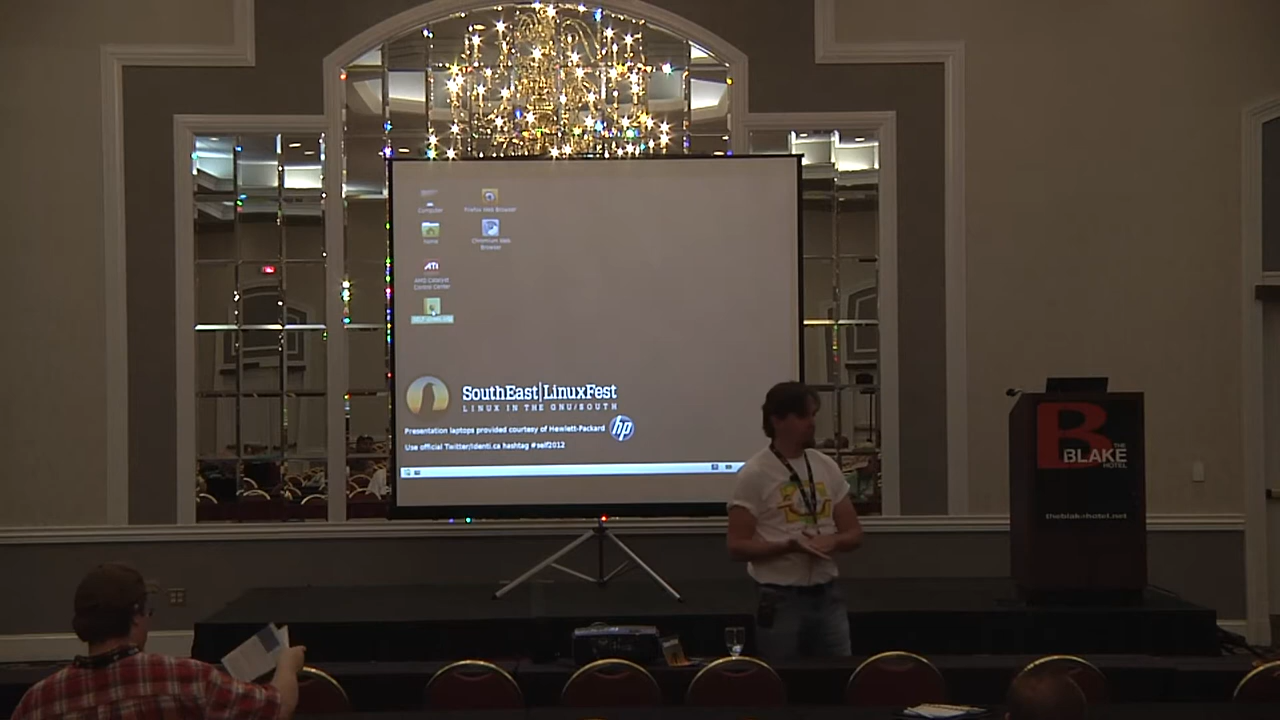 Computer
Firefox Web Browser
Home
Chromium Web
Browser
ATI
AMD Catalyst
Control Center
SouthEast|LinuxFest
LINUX IN THE GNU/SOUTH
Presentation laptops provided courtesy of Hewlett-Packard
hp
Use official Twitter/identi.ca hashtag #self2012
B
THE
BLAKE
HOTEL
theblakehotel.net